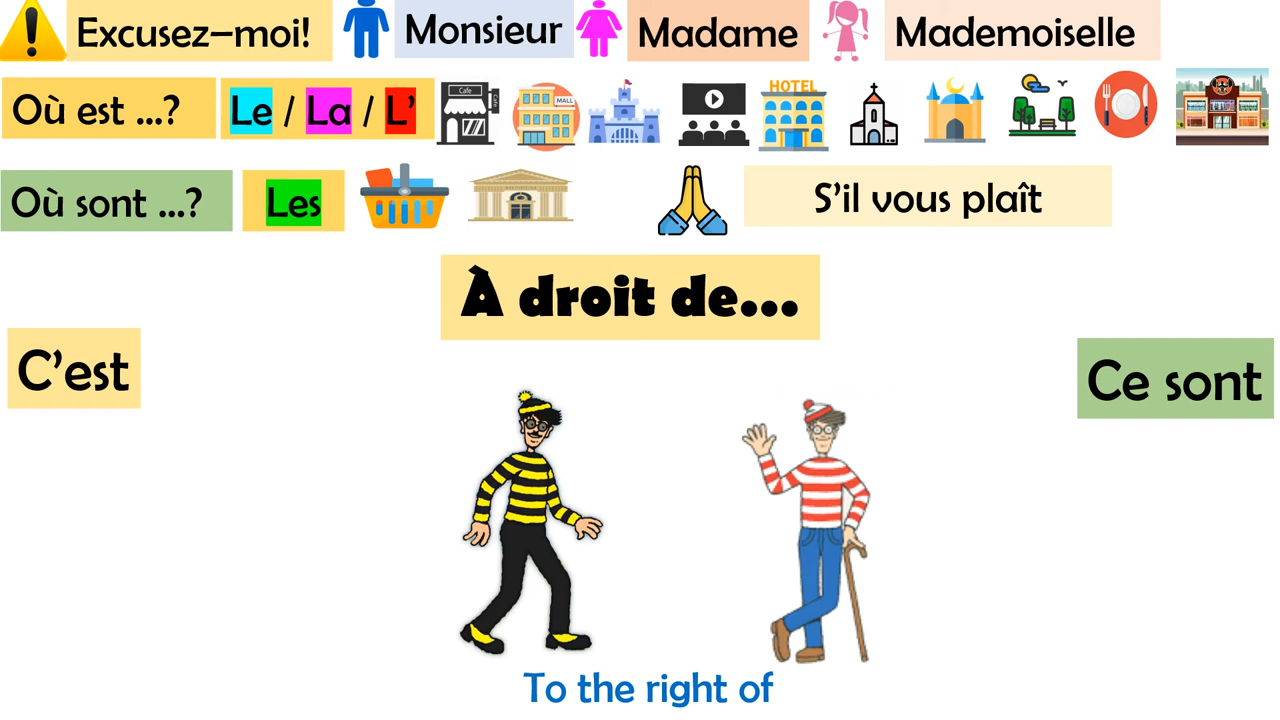 Excusez–moi! Monsieur Madame Mademoiselle
Où est ...? Le / La / L’ Cafe Cafe MALL HOTEL
Où sont ...? Les S’il vous plaît
À droit de...
C’est Ce sont
To the right of